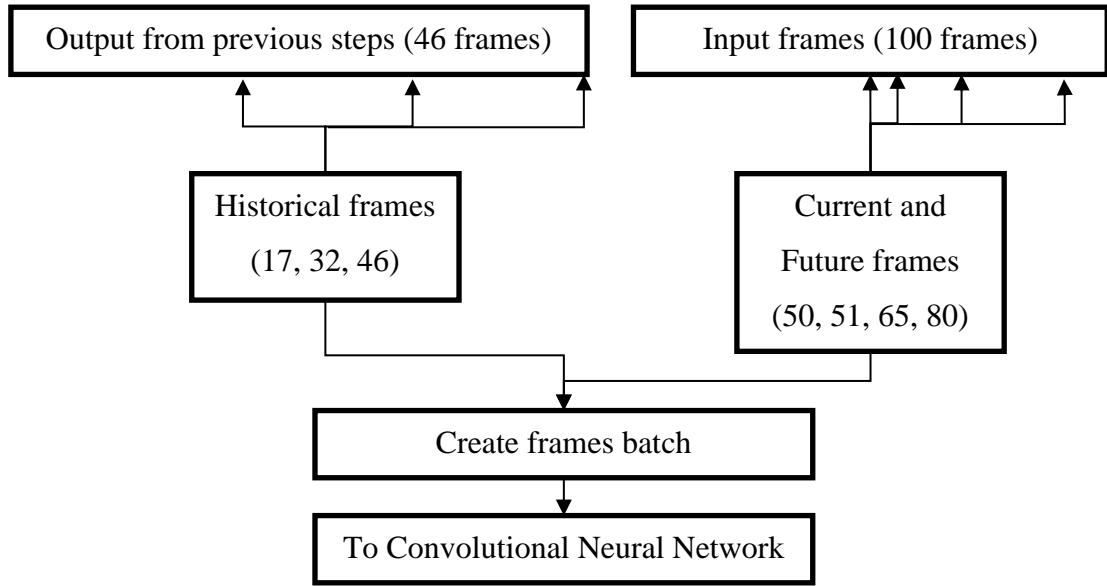 Output from previous steps (46 frames)
Input frames (100 frames)
Historical frames
(17, 32, 46)
Current and
Future frames
(50, 51, 65, 80)
Create frames batch
To Convolutional Neural Network